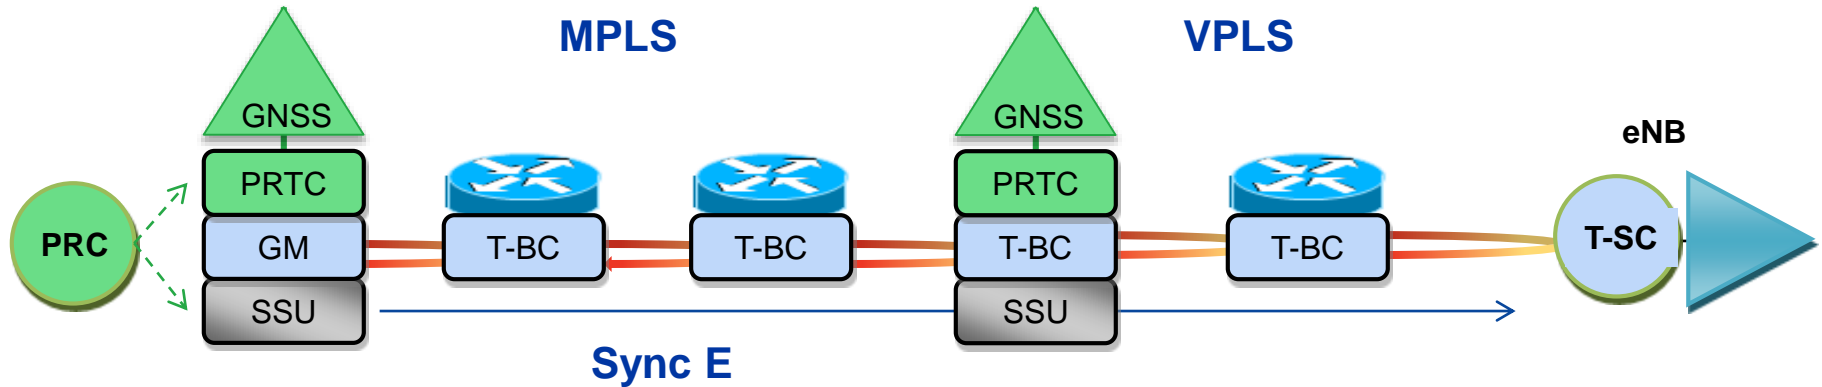 MPLS
VPLS
GNSS
GNSS
eNB
PRTC
PRTC
PRC
GM
T-BC
T-BC
T-BC
T-BC
T-SC
SSU
SSU
Sync E